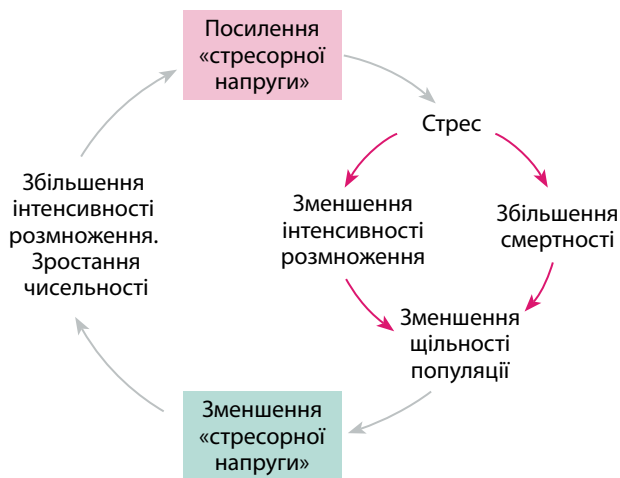 Посилення
«стресорної
напруги»
Стрес
Зменшення
інтенсивності
розмноження
Збільшення
смертності
Зменшення
щільності
популяції
Зменшення
«стресорної
напруги»
Збільшення
інтенсивності
розмноження.
Зростання
чисельності